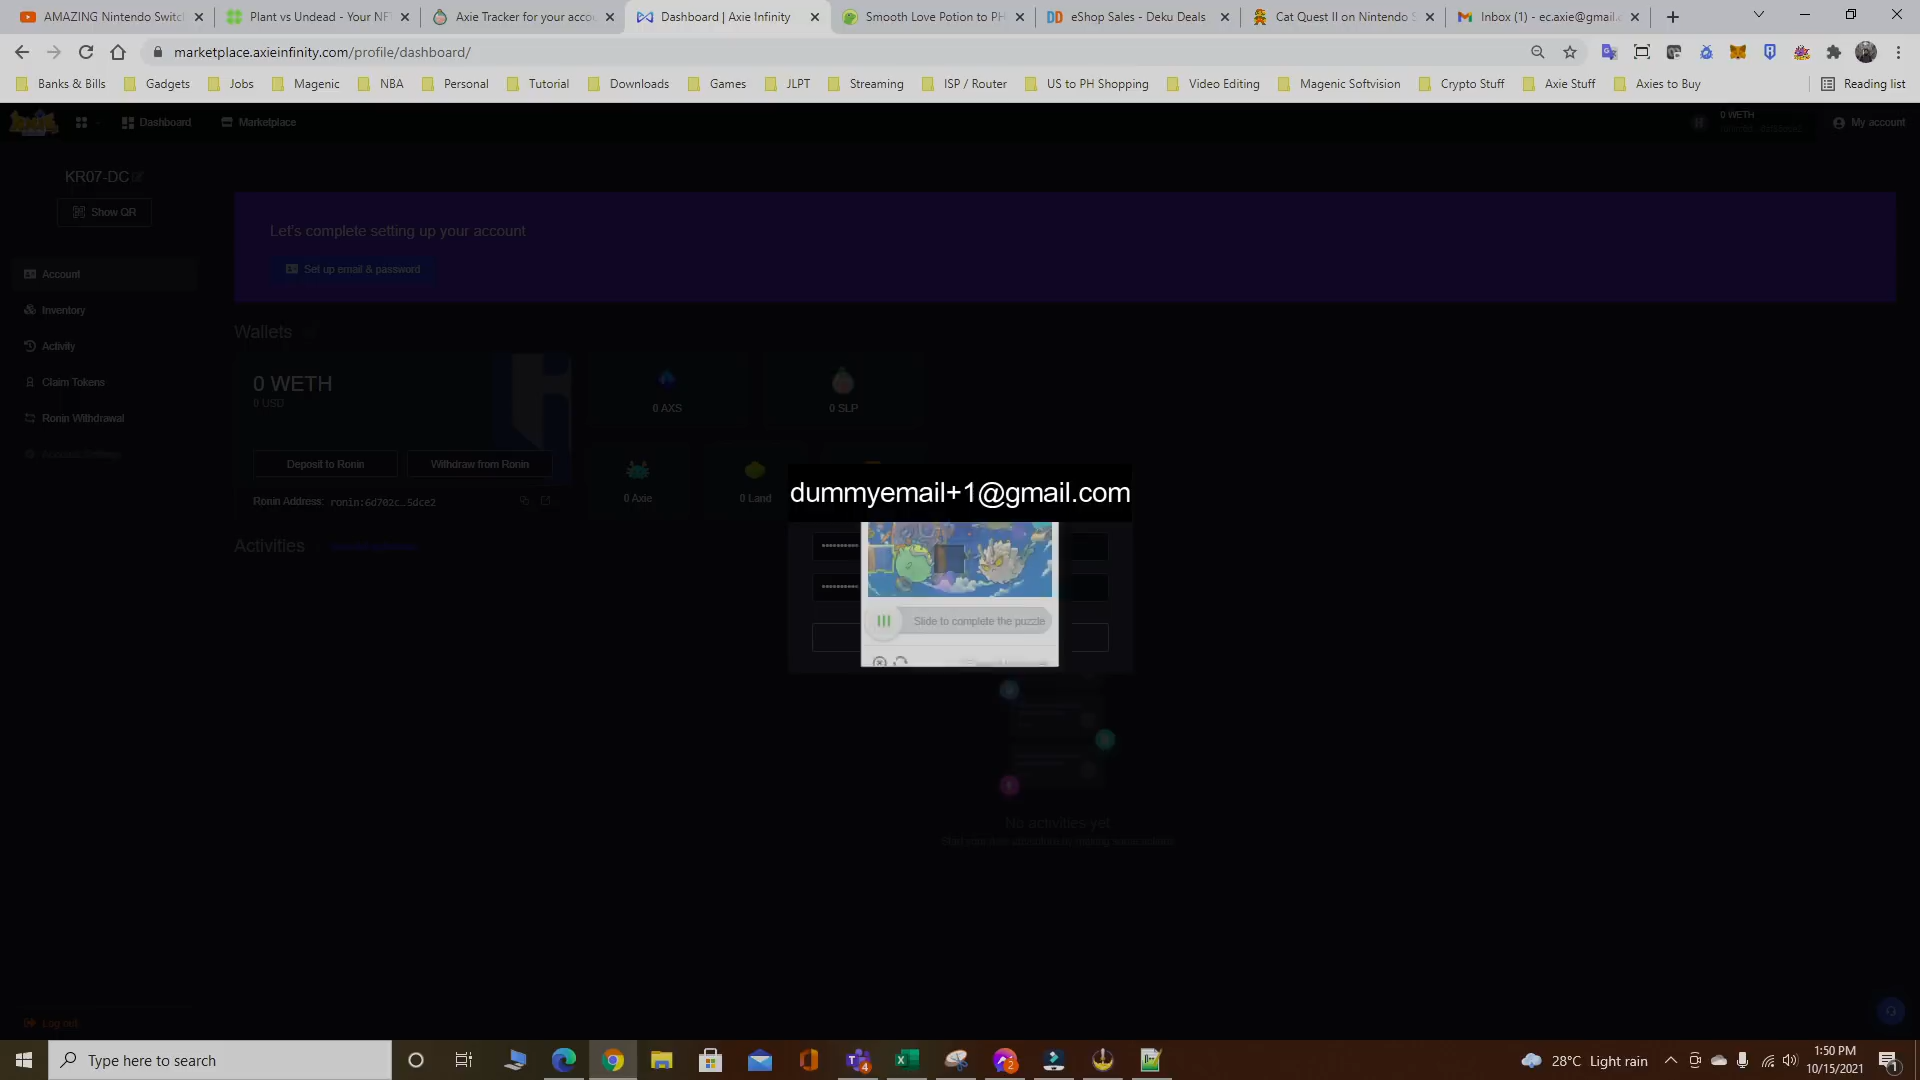 AMAZING Nintendo Switch
Plant vs Undead - Your NF
Axie Tracker for your accou
Dashboard | Axie Infinity
Smooth Love Potion to PH
eShop Sales - Deku Deals
Cat Quest II on Nintendo S
Inbox (1) - ec.axie@gmail.c
marketplace.axieinfinity.com/profile/dashboard/
Banks & Bills
Gadgets
Jobs
Magenic
NBA
Personal
Tutorial
Downloads
Games
JLPT
Streaming
ISP / Router
US to PH Shopping
Video Editing
Magenic Softvision
Crypto Stuff
Axie Stuff
Axies to Buy
Reading list
Dashboard
Marketplace
0 WETH
My account
KR07-DC
Show QR
Let's complete setting up your account
Set up email & password
Account
Inventory
Activity
Claim Tokens
Ronin Withdrawal
Wallets
0 WETH
0 USD
0 AXS
0 SLP
Deposit to Ronin
Withdraw from Ronin
Ronin Address: ronin:6d702c…5dce2
0 Axie
0 Land
Activities
dummyemail+1@gmail.com
Slide to complete the puzzle
No activities yet
Log out
Type here to search
28°C Light rain
1:50 PM
10/15/2021